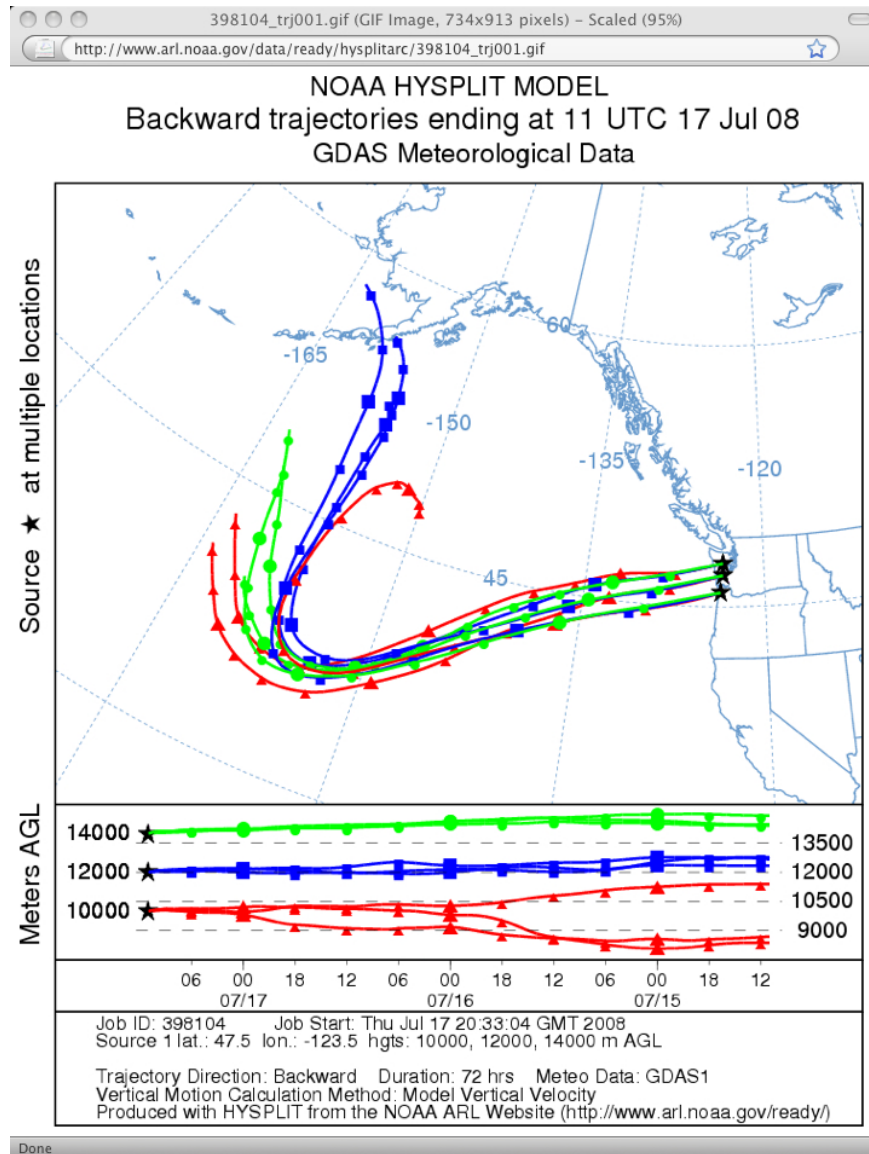 398104_trj001.gif (GIF Image, 734x913 pixels) – Scaled (95%)
http://www.arl.noaa.gov/data/ready/hysplitarc/398104_trj001.gif
NOAA HYSPLIT MODEL
Backward trajectories ending at 11 UTC 17 Jul 08
GDAS Meteorological Data
Source ★ at multiple locations
60
-165
-150
-135
-120
45
Meters AGL
14000
13500
12000
12000
10500
10000
9000
06 00 18 12 06 00 18 12 06 00 18 12
07/17 07/16 07/15
Job ID: 398104 Job Start: Thu Jul 17 20:33:04 GMT 2008
Source 1 lat.: 47.5 lon.: -123.5 hgts: 10000, 12000, 14000 m AGL
Trajectory Direction: Backward Duration: 72 hrs Meteo Data: GDAS1
Vertical Motion Calculation Method: Model Vertical Velocity
Produced with HYSPLIT from the NOAA ARL Website (http://www.arl.noaa.gov/ready/)
Done